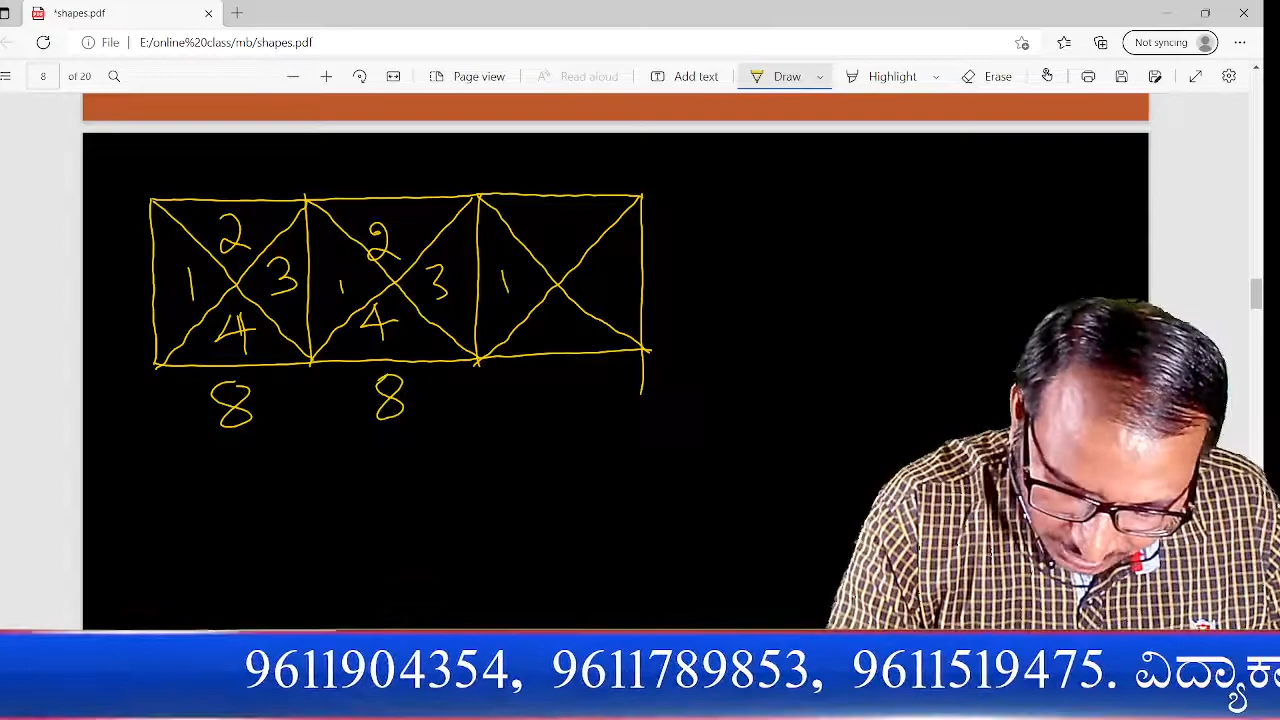 *shapes.pdf
File E:/online%20class/mb/shapes.pdf Not syncing
8 of 20 Page view Read aloud Add text Draw Highlight Erase
2 2
1 3 1 3 1
4 4
8 8
9611904354, 9611789853, 9611519475. ವಿದ್ಯಾಕಾ